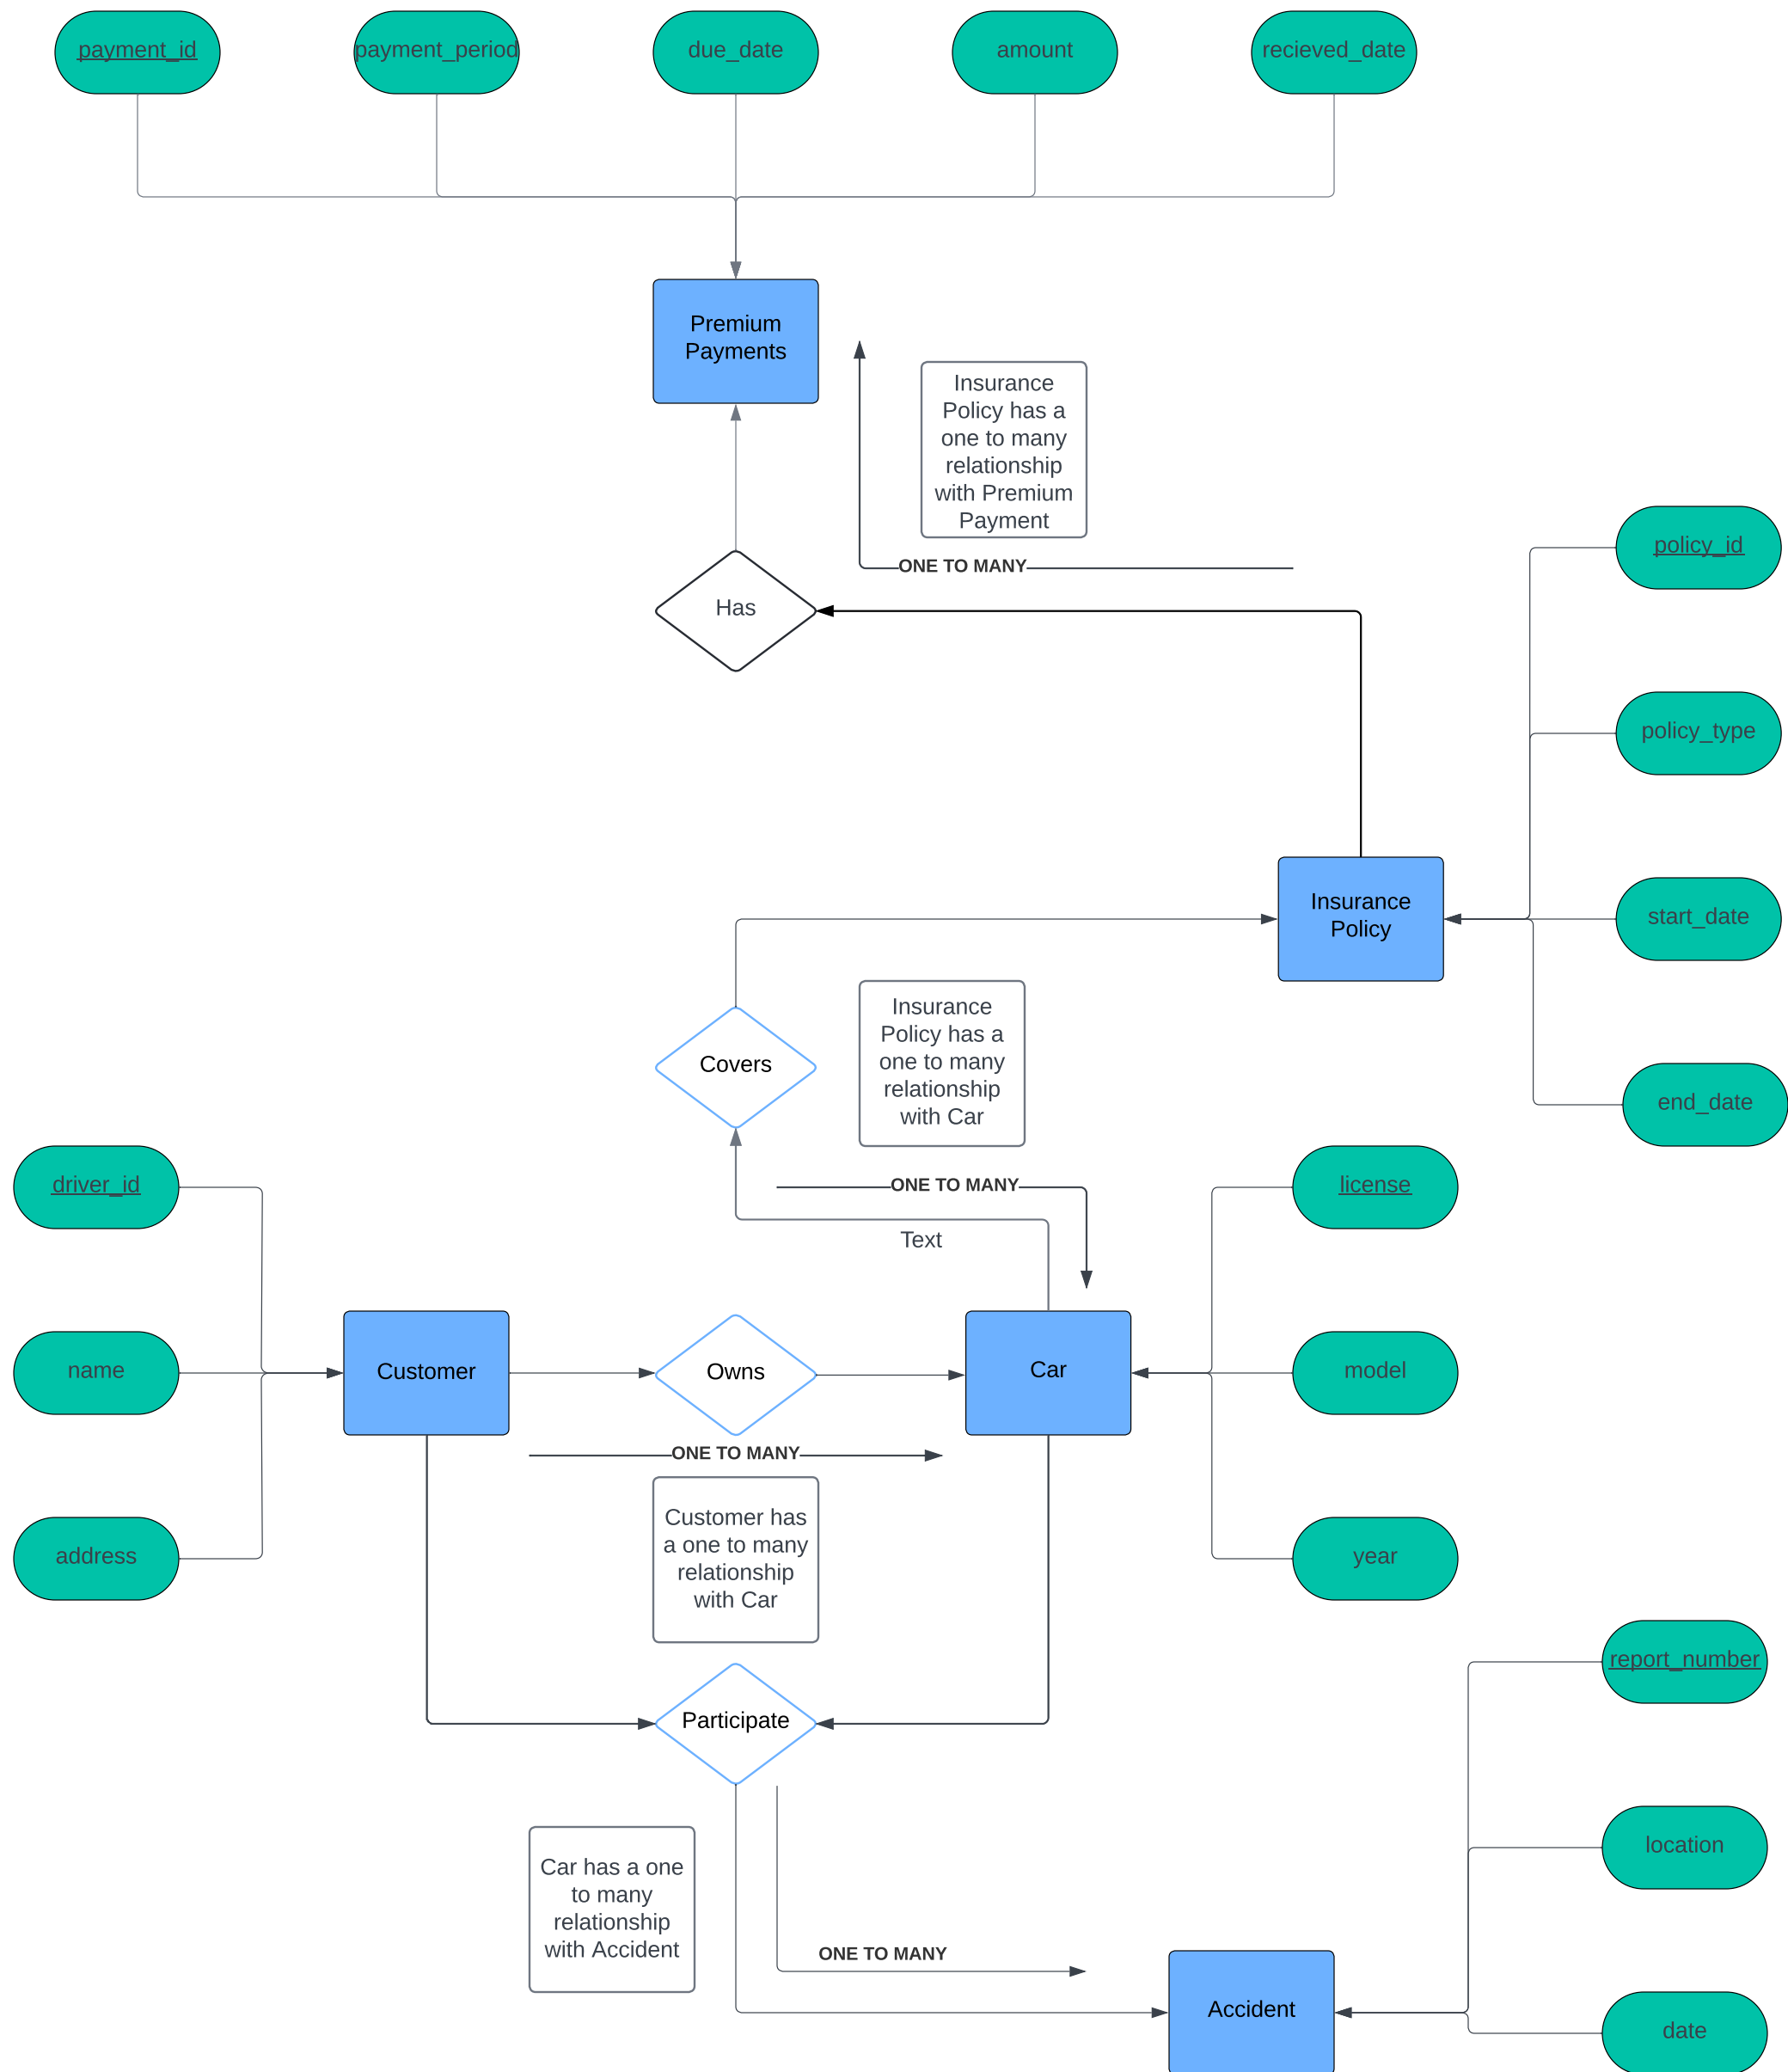 payment_id
payment_period
due_date
amount
recieved_date
Premium
Payments
Insurance
Policy has a
one to many
relationship
with Premium
Payment
ONE TO MANY
Has
policy_id
policy_type
Insurance
Policy
start_date
end_date
Covers
Insurance
Policy has a
one to many
relationship
with Car
ONE TO MANY
Text
driver_id
license
name
Customer
Owns
Car
model
ONE TO MANY
Customer has
a one to many
relationship
with Car
address
year
Participate
report_number
location
Car has a one
to many
relationship
with Accident
ONE TO MANY
Accident
date